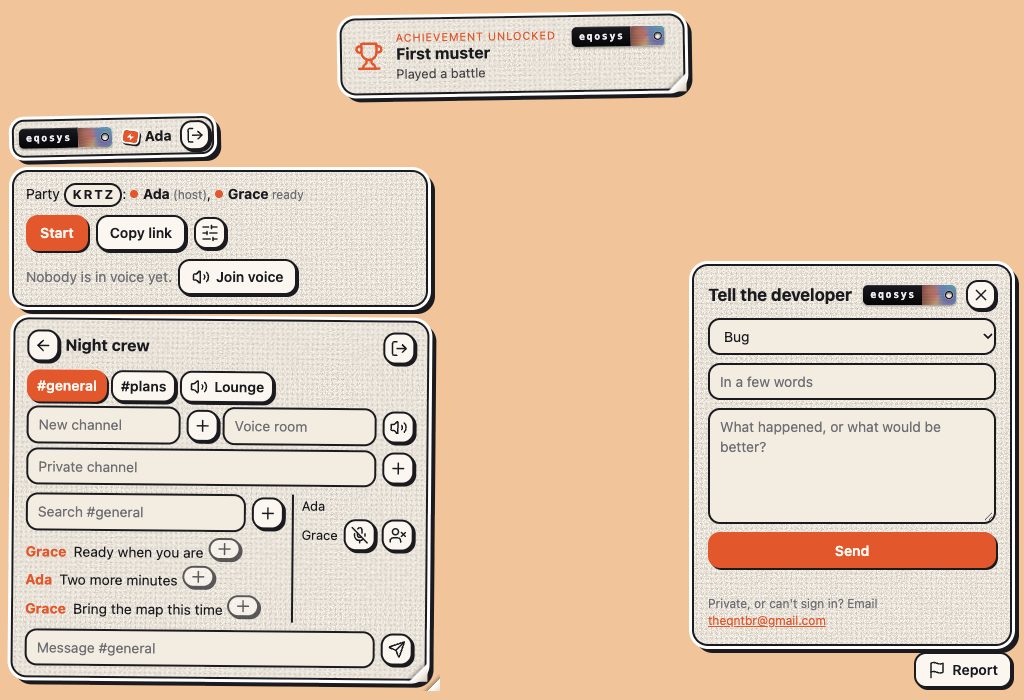 ACHIEVEMENT UNLOCKED
eqosys
First muster
Played a battle
eqosys
Ada
Party KRTZ: Ada (host), Grace ready
Start
Copy link
Nobody is in voice yet.
Join voice
Night crew
#general
#plans
Lounge
New channel
Voice room
Private channel
Search #general
Ada
Grace
Grace Ready when you are
Ada Two more minutes
Grace Bring the map this time
Message #general
Tell the developer
eqosys
Bug
In a few words
What happened, or what would be
better?
Send
Private, or can't sign in? Email
theqntbr@gmail.com
Report